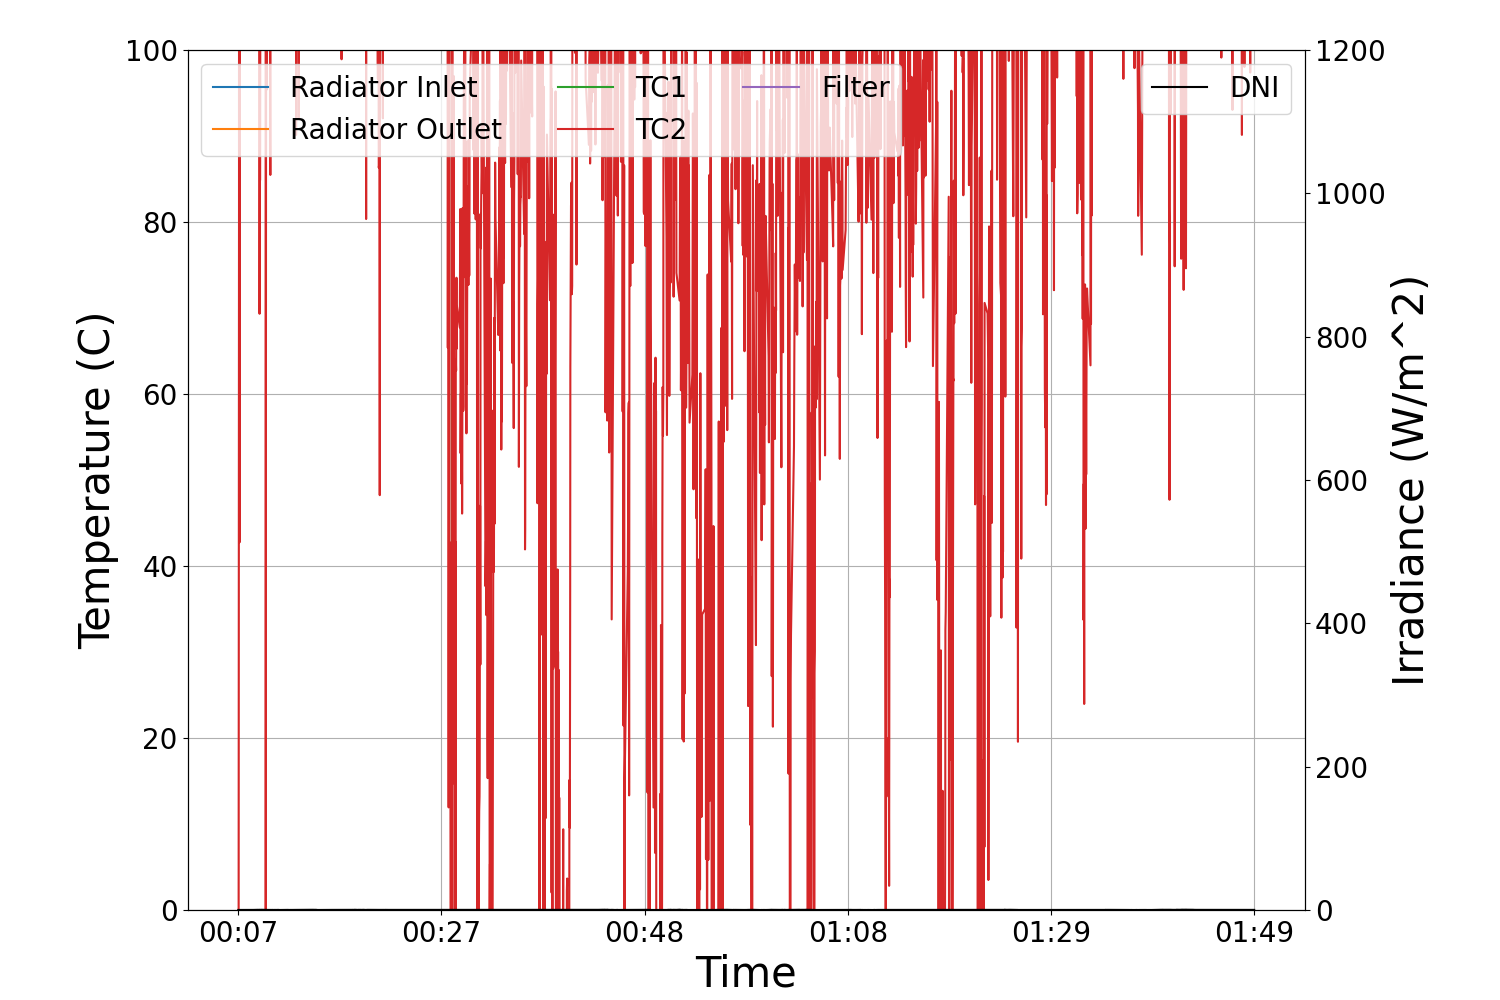 100
80
60
40
20
0
Temperature (C)
Radiator Inlet
Radiator Outlet
TC1
TC2
Filter
DNI
1200
1000
800
600
400
200
0
Irradiance (W/m^2)
00:07 00:27 00:48 01:08 01:29 01:49
Time